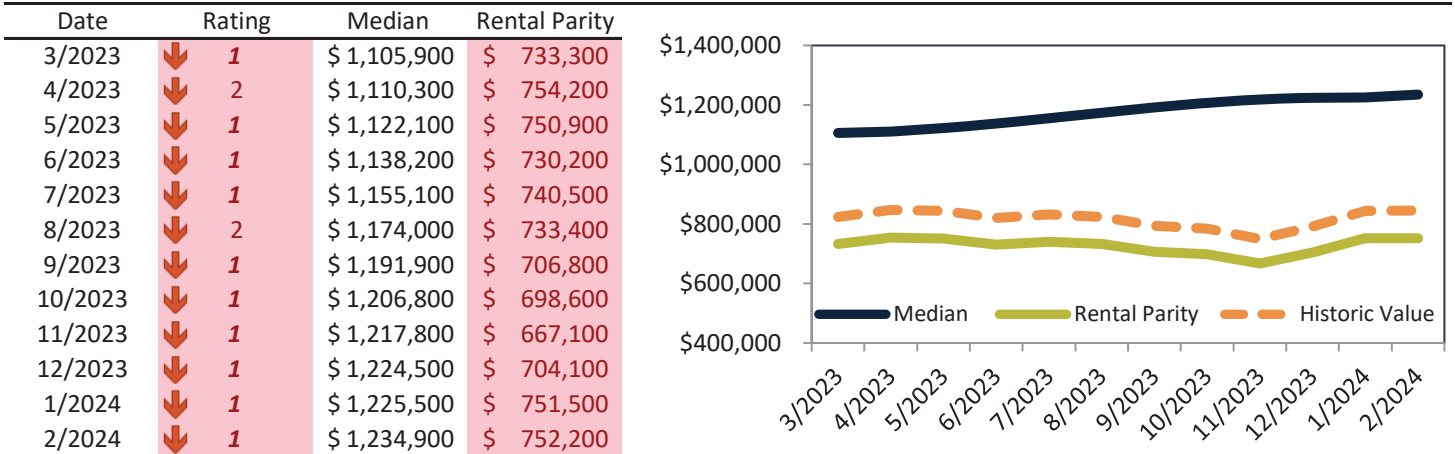 Date Rating Median Rental Parity
3/2023 1 $ 1,105,900 $ 733,300
4/2023 2 $ 1,110,300 $ 754,200
5/2023 1 $ 1,122,100 $ 750,900
6/2023 1 $ 1,138,200 $ 730,200
7/2023 1 $ 1,155,100 $ 740,500
8/2023 2 $ 1,174,000 $ 733,400
9/2023 1 $ 1,191,900 $ 706,800
10/2023 1 $ 1,206,800 $ 698,600
11/2023 1 $ 1,217,800 $ 667,100
12/2023 1 $ 1,224,500 $ 704,100
1/2024 1 $ 1,225,500 $ 751,500
2/2024 1 $ 1,234,900 $ 752,200
$1,400,000
$1,200,000
$1,000,000
$800,000
$600,000
$400,000
Median Rental Parity Historic Value
3/2023 4/2023 5/2023 6/2023 7/2023 8/2023 9/2023 10/2023 11/2023 12/2023 1/2024 2/2024